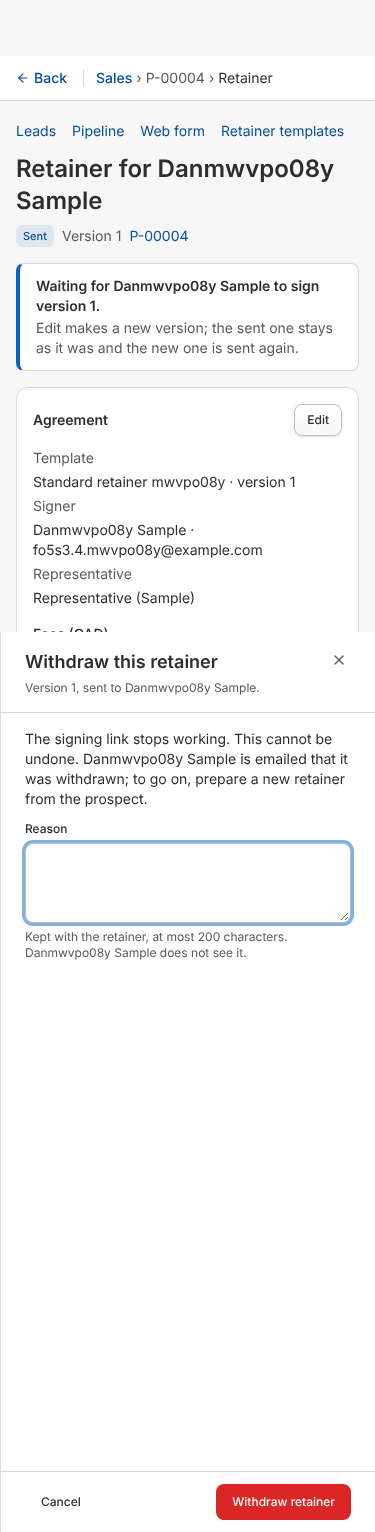 ← Back Sales › P-00004 › Retainer
Leads Pipeline Web form Retainer templates
Retainer for Danmwvpo08y
Sample
Sent Version 1 P-00004
Waiting for Danmwvpo08y Sample to sign
version 1.
Edit makes a new version; the sent one stays
as it was and the new one is sent again.
Agreement Edit
Template
Standard retainer mwvpo08y · version 1
Signer
Danmwvpo08y Sample ·
fo5s3.4.mwvpo08y@example.com
Representative
Representative (Sample)
Fees (CAD)
Withdraw this retainer
Version 1, sent to Danmwvpo08y Sample.
The signing link stops working. This cannot be
undone. Danmwvpo08y Sample is emailed that it
was withdrawn; to go on, prepare a new retainer
from the prospect.
Reason
Kept with the retainer, at most 200 characters.
Danmwvpo08y Sample does not see it.
Cancel Withdraw retainer